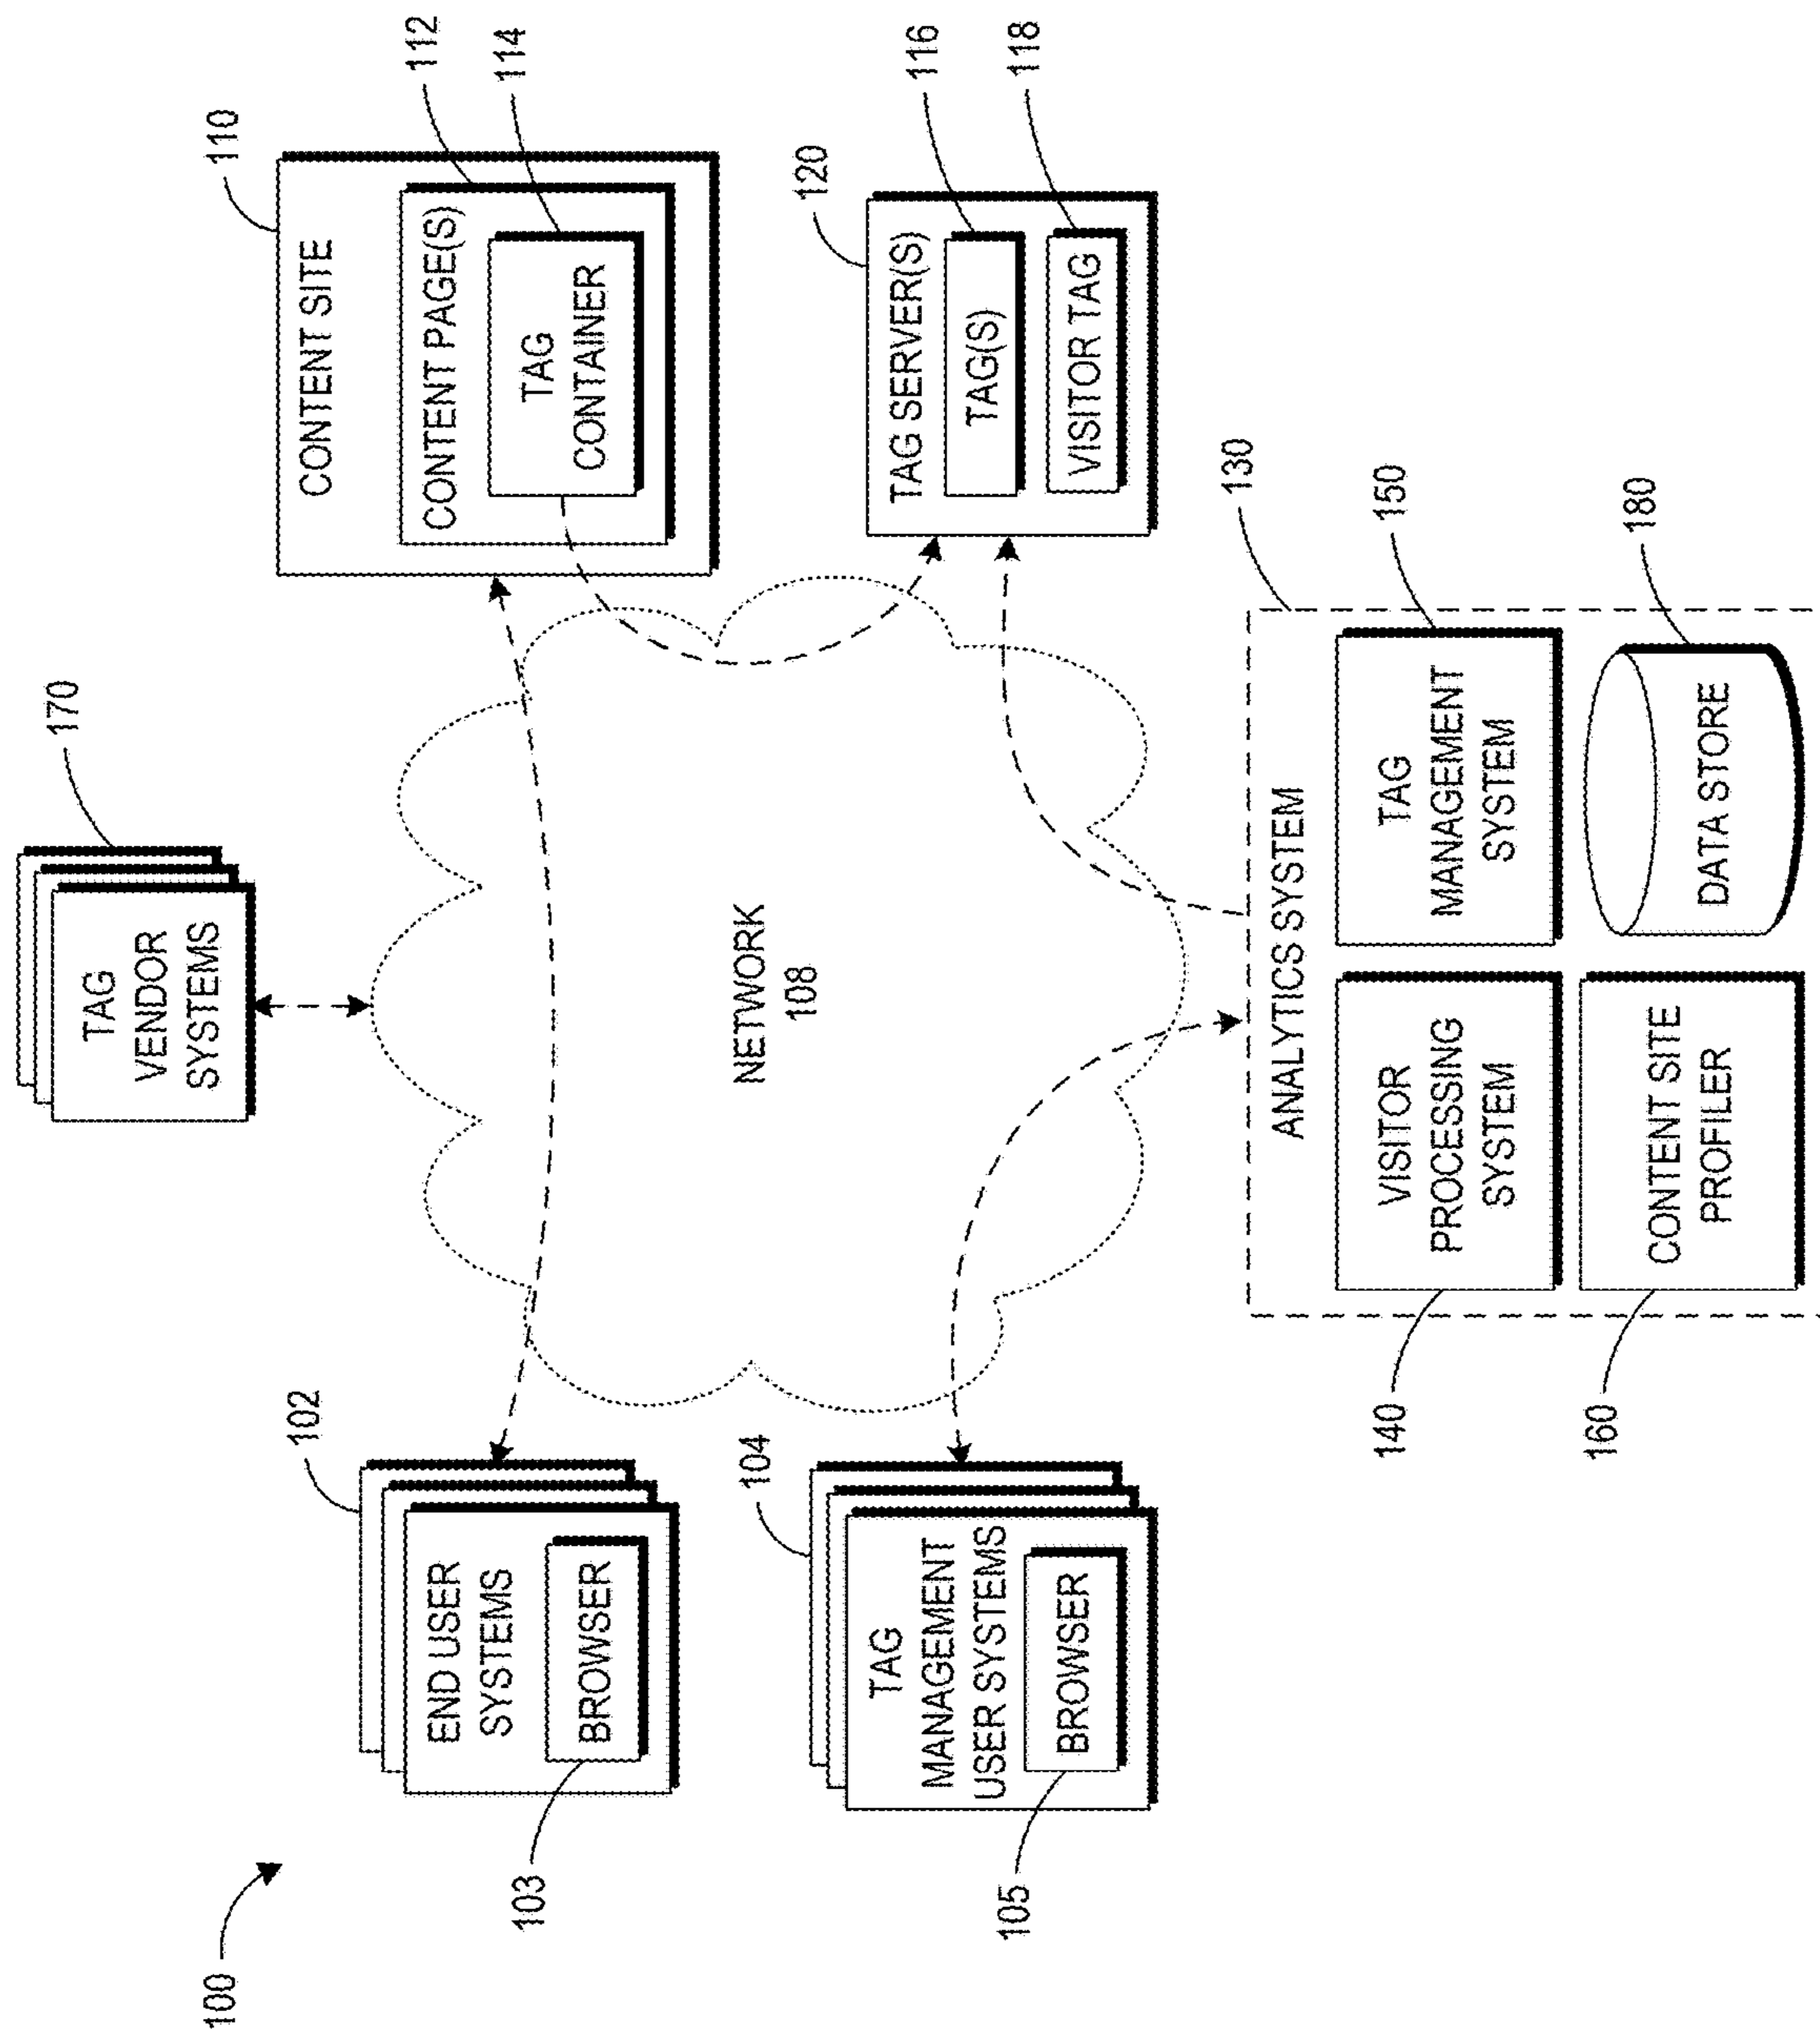 100
170
TAG
VENDOR
SYSTEMS
102
END USER
SYSTEMS
BROWSER
103
110
CONTENT SITE
112
CONTENT PAGE(S)
114
TAG
CONTAINER
NETWORK
108
104
TAG
MANAGEMENT
USER SYSTEMS
BROWSER
105
120
TAG SERVER(S)
116
TAG(S)
118
VISITOR TAG
130
ANALYTICS SYSTEM
140
VISITOR
PROCESSING
SYSTEM
150
TAG
MANAGEMENT
SYSTEM
160
CONTENT SITE
PROFILER
180
DATA STORE